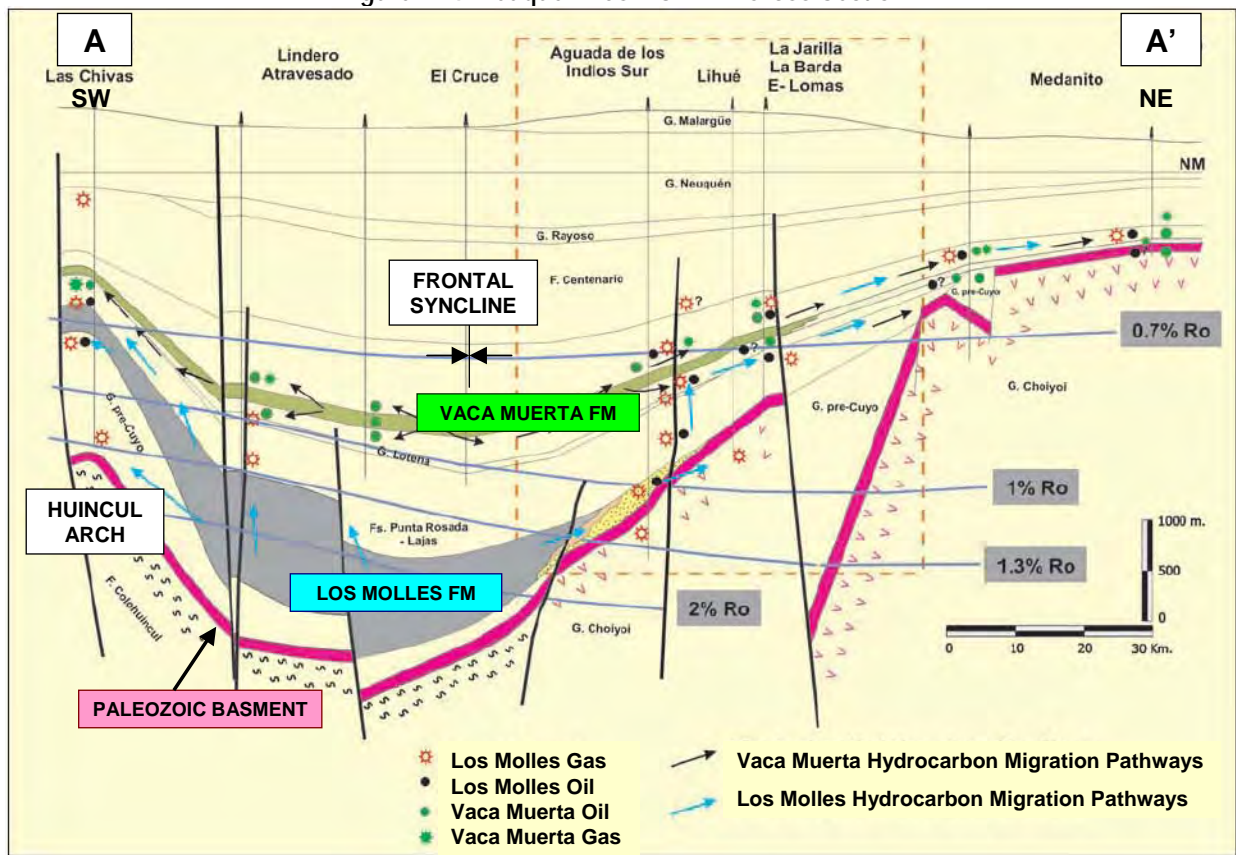 A
A'
Las Chivas
SW
Lindero
Atravesado
El Cruce
Aguada de los
Indios Sur
Lihué
La Jarilla
La Barda
E- Lomas
Medanito
NE
G. Malargüe
NM
G. Neuquén
G. Rayoso
F. Centenario
FRONTAL
SYNCLINE
?
G. pre-Cuyo
?
?
0.7% Ro
VACA MUERTA FM
G. Lotena
G. pre-Cuyo
G. pre-Cuyo
G. Choiyoi
1% Ro
HUINCUL
ARCH
Fs. Punta Rosada
- Lajas
1000 m.
500
0
1.3% Ro
LOS MOLLES FM
2% Ro
F. Colohuincul
G. Choiyoi
0 10 20 30 Km.
PALEOZOIC BASMENT
Los Molles Gas
Los Molles Oil
Vaca Muerta Oil
Vaca Muerta Gas
Vaca Muerta Hydrocarbon Migration Pathways
Los Molles Hydrocarbon Migration Pathways